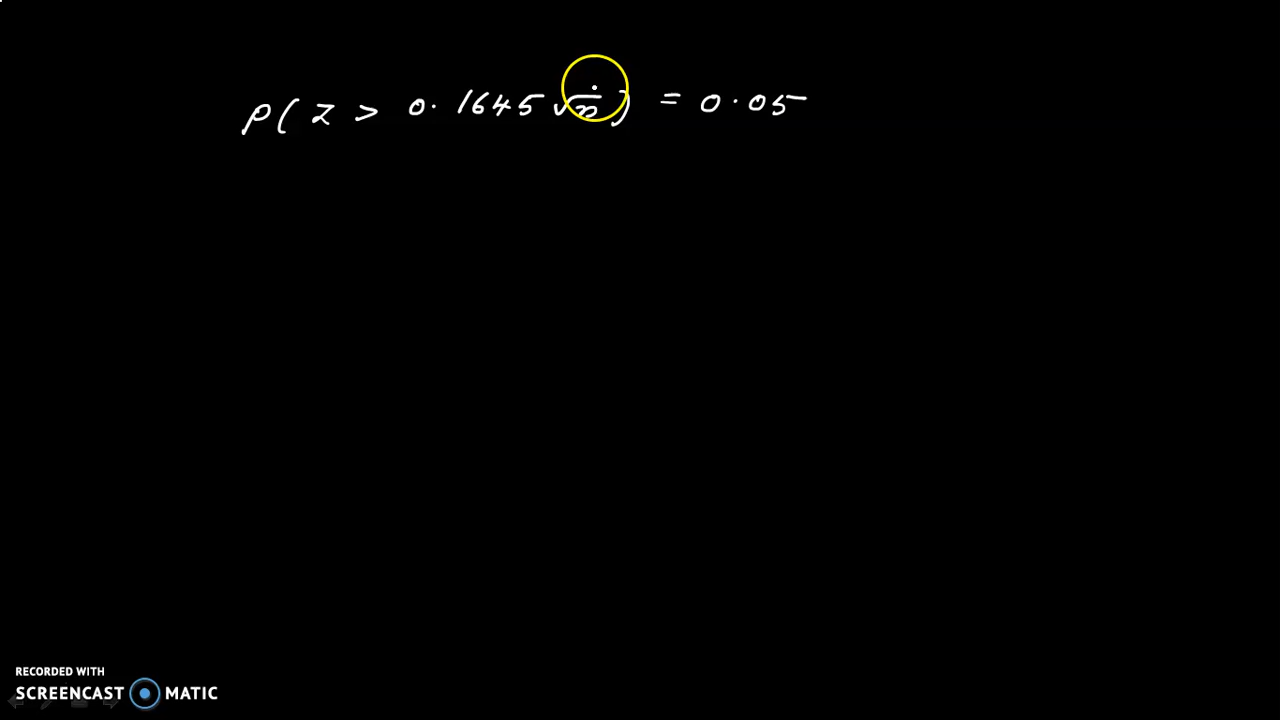 P( Z > 0.1645 √n ) = 0.05
RECORDED WITH
SCREENCAST MATIC